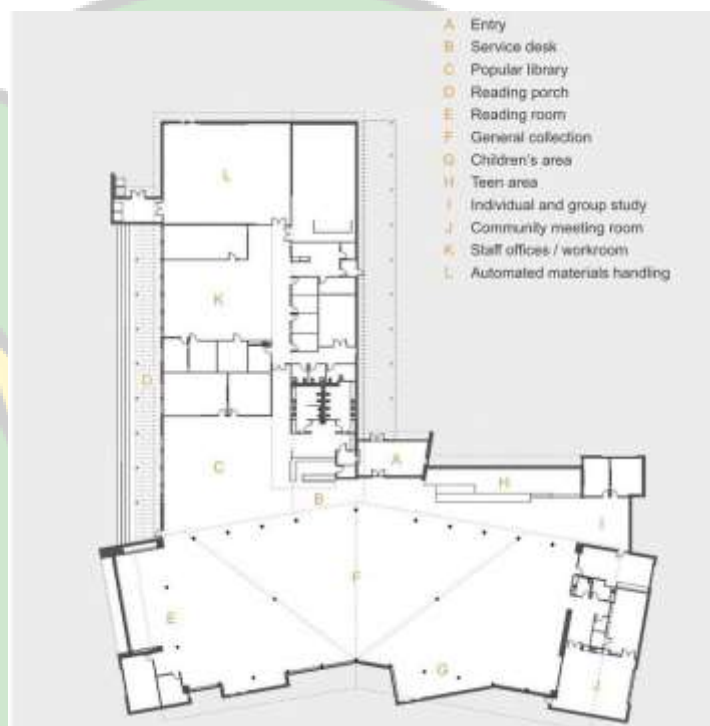 A Entry
B Service desk
C Popular library
D Reading porch
E Reading room
F General collection
G Children's area
H Teen area
I Individual and group study
J Community meeting room
K Staff offices / workroom
L Automated materials handling
L
K
D
C
A
H
B
I
F
E
G
J